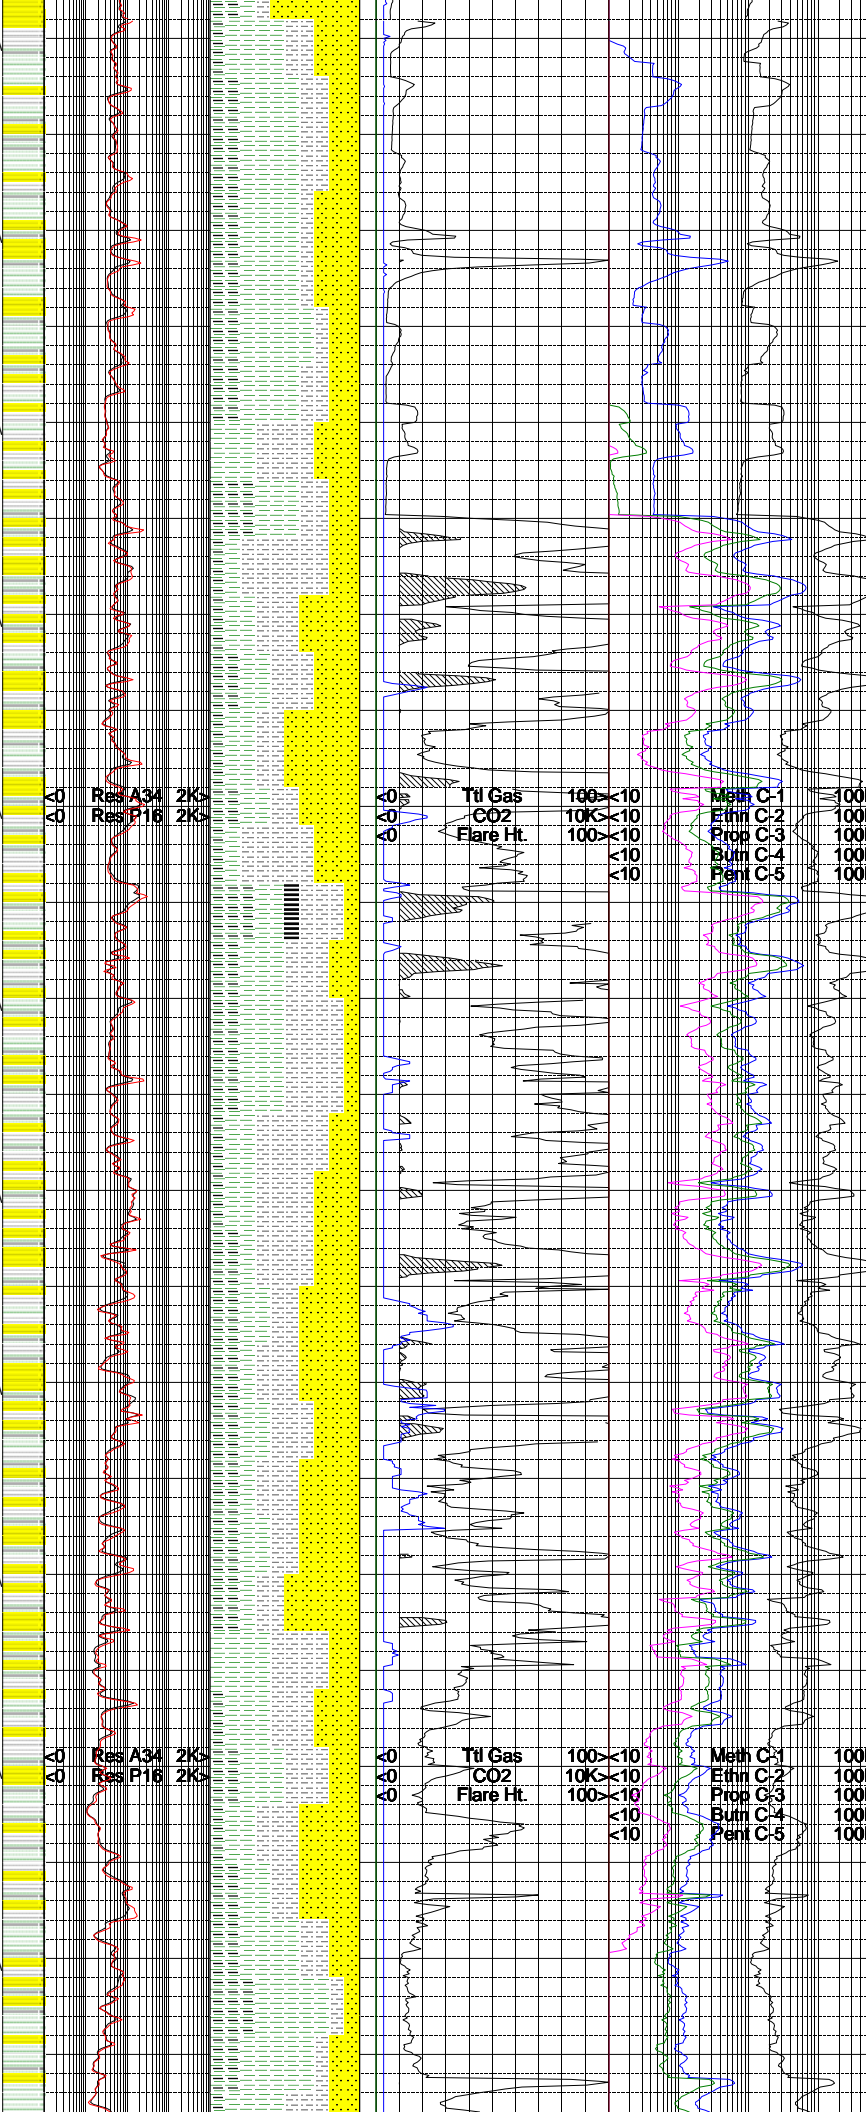 <0 Res A34 2K> <0 Ttl Gas 100> <10 Meth C-1 100
<0 Res P16 2K> <0 CO2 10K> <10 Ethn C-2 100
<0 Flare Ht. 100> <10 Prop C-3 100
<10 Butn C-4 100
<10 Pent C-5 100
<0 Res A34 2K> <0 Ttl Gas 100> <10 Meth C-1 100
<0 Res P16 2K> <0 CO2 10K> <10 Ethn C-2 100
<0 Flare Ht. 100> <10 Prop C-3 100
<10 Butn C-4 100
<10 Pent C-5 100